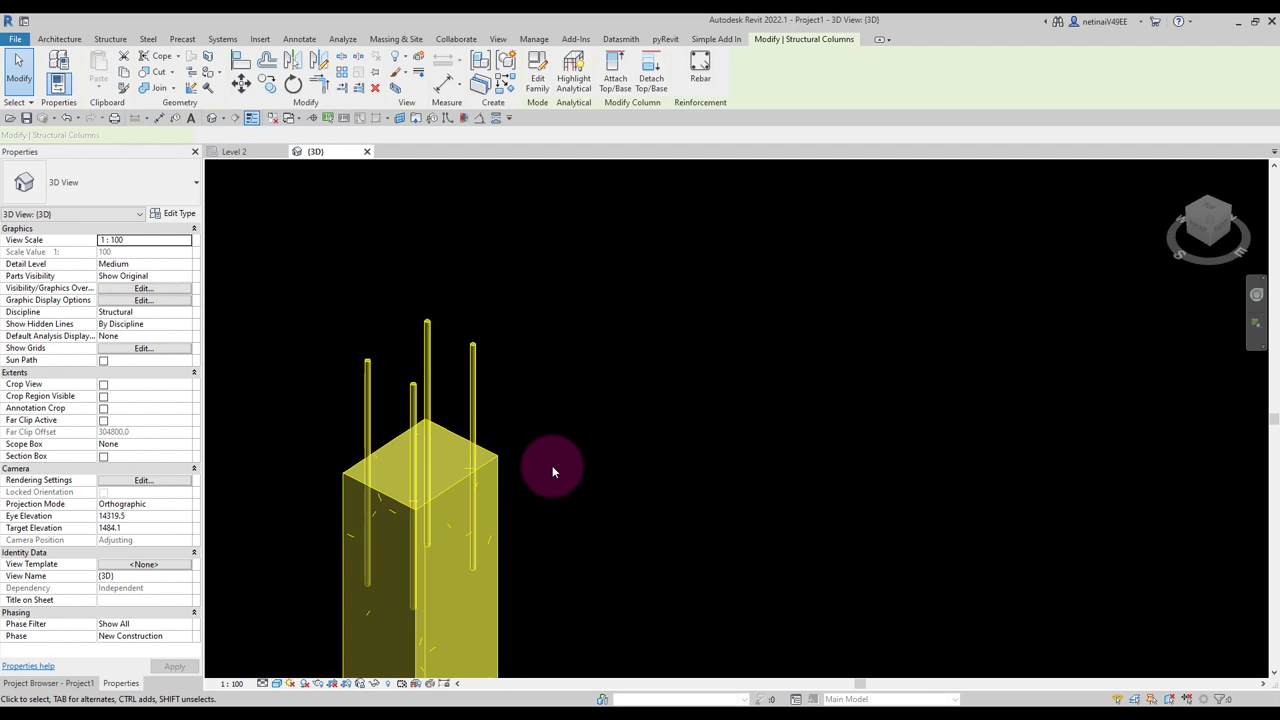 Autodesk Revit 2022.1 - Project1 - 3D View: {3D}
netinaiV49EE
File Architecture Structure Steel Precast Systems Insert Annotate Analyze Massing & Site Collaborate View Manage Add-Ins Datasmith pyRevit Simple Add In Modify | Structural Columns
Modify Paste Cope Cut Join Edit Family Highlight Analytical Attach Top/Base Detach Top/Base Rebar
Select Properties Clipboard Geometry Modify View Measure Create Mode Analytical Modify Column Reinforcement
Modify | Structural Columns
Properties
Level 2 {3D}
3D View
3D View: {3D} Edit Type
Graphics
View Scale 1 : 100
Scale Value 1: 100
Detail Level Medium
Parts Visibility Show Original
Visibility/Graphics Over... Edit...
Graphic Display Options Edit...
Discipline Structural
Show Hidden Lines By Discipline
Default Analysis Display... None
Show Grids Edit...
Sun Path
Extents
Crop View
Crop Region Visible
Annotation Crop
Far Clip Active
Far Clip Offset 304800.0
Scope Box None
Section Box
Camera
Rendering Settings Edit...
Locked Orientation
Projection Mode Orthographic
Eye Elevation 14319.5
Target Elevation 1484.1
Camera Position Adjusting
Identity Data
View Template <None>
View Name {3D}
Dependency Independent
Title on Sheet
Phasing
Phase Filter Show All
Phase New Construction
Properties help Apply
Project Browser - Project1 Properties 1 : 100
Click to select, TAB for alternates, CTRL adds, SHIFT unselects. :0 Main Model :0